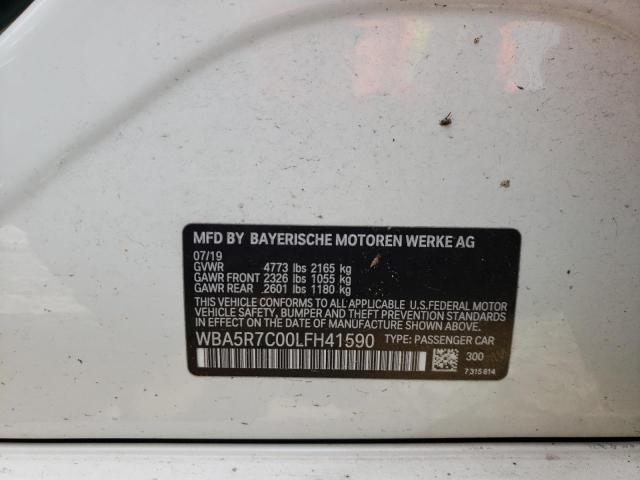 MFD BY BAYERISCHE MOTOREN WERKE AG
07/19
GVWR 4773 lbs 2165 kg
GAWR FRONT 2326 lbs 1055 kg
GAWR REAR 2601 lbs 1180 kg
THIS VEHICLE CONFORMS TO ALL APPLICABLE U.S.FEDERAL MOTOR
VEHICLE SAFETY, BUMPER AND THEFT PREVENTION STANDARDS
IN EFFECT ON THE DATE OF MANUFACTURE SHOWN ABOVE.
WBA5R7C00LFH41590 TYPE: PASSENGER CAR
300
7 315 614